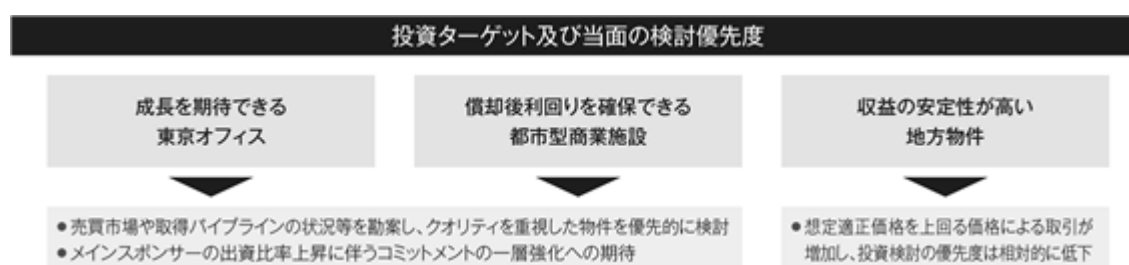 投資ターゲット及び当面の検討優先度
成長を期待できる
東京オフィス
償却後利回りを確保できる
都市型商業施設
収益の安定性が高い
地方物件
●売買市場や取得パイプラインの状況等を勘案し、クオリティを重視した物件を優先的に検討
●メインスポンサーの出資比率上昇に伴うコミットメントの一層強化への期待
●想定適正価格を上回る価格による取引が
増加し、投資検討の優先度は相対的に低下